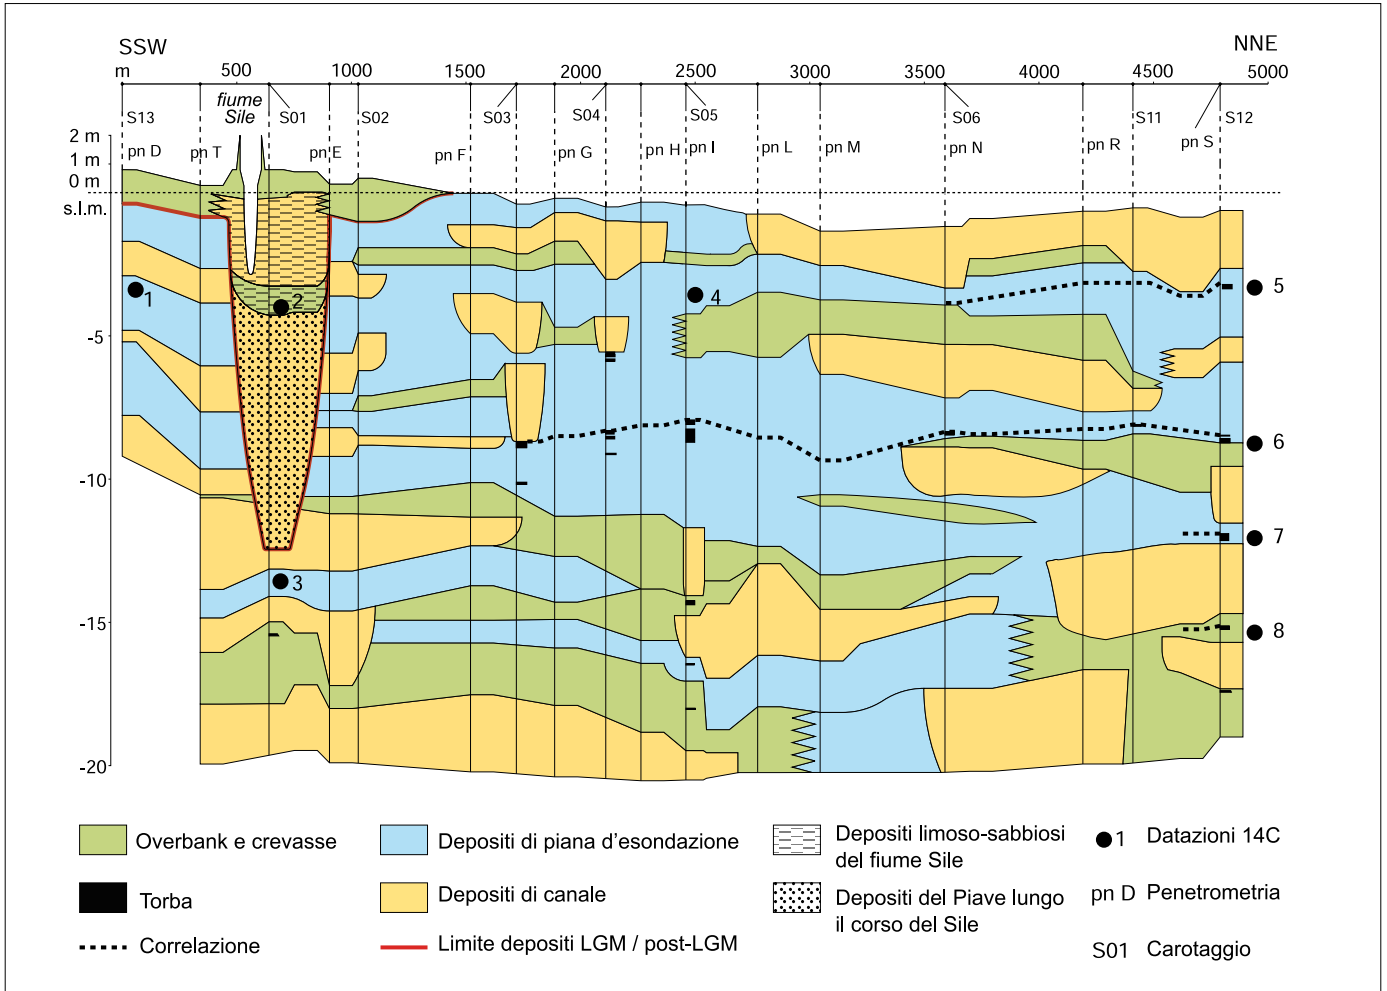 SSW
NNE
m 500 1000 1500 2000 2500 3000 3500 4000 4500 5000
fiume
Sile
S13 S01 S02 S03 S04 S05 S06 S11 S12
pn D pn T pn E pn F pn G pn H pn I pn L pn M pn N pn R pn S
2 m
1 m
0 m
s.l.m.
-5
-10
-15
-20
1
2
3
4
5
6
7
8
Overbank e crevasse
Torba
Correlazione
Depositi di piana d'esondazione
Depositi di canale
Limite depositi LGM / post-LGM
Depositi limoso-sabbiosi
del fiume Sile
Depositi del Piave lungo
il corso del Sile
1 Datazioni 14C
pn D Penetrometria
S01 Carotaggio